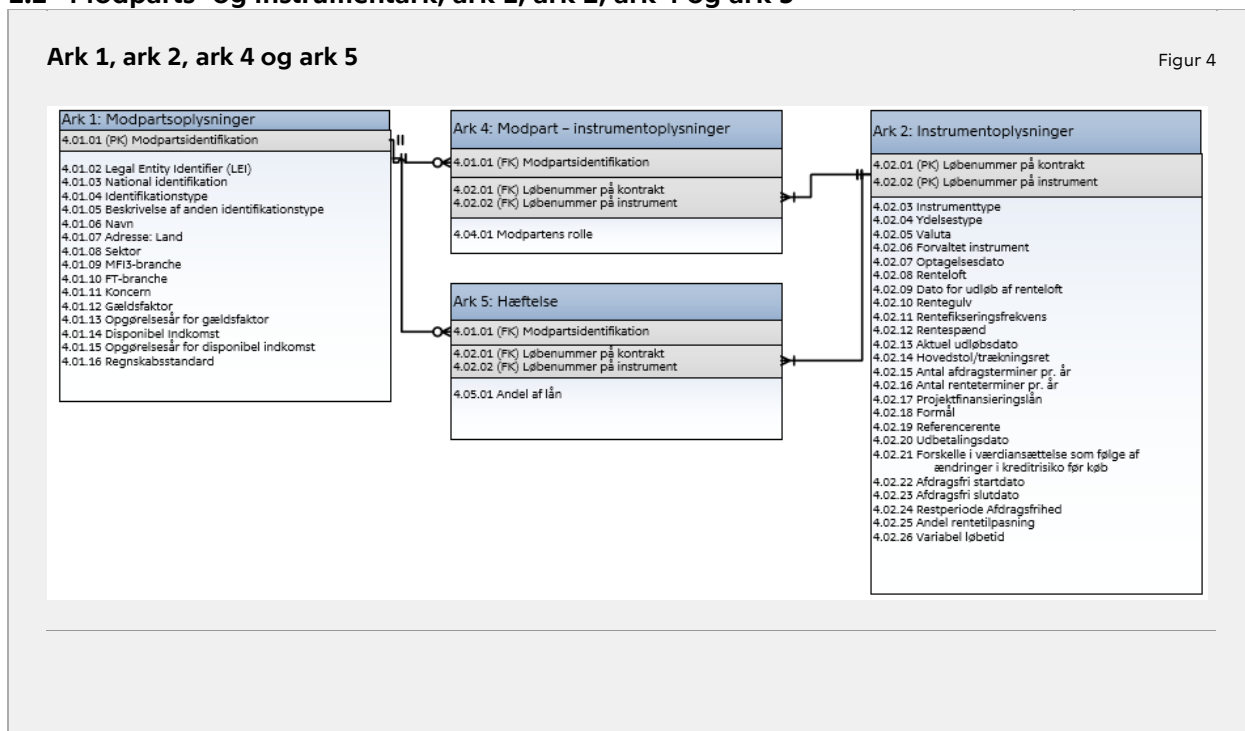 Ark 1, ark 2, ark 4 og ark 5
Figur 4
Ark 1: Modpartsoplysninger
4.01.01 (PK) Modpartsidentifikation
4.01.02 Legal Entity Identifier (LEI)
4.01.03 National identifikation
4.01.04 Identifikationstype
4.01.05 Beskrivelse af anden identifikationstype
4.01.06 Navn
4.01.07 Adresse: Land
4.01.08 Sektor
4.01.09 MFI3-branche
4.01.10 FT-branche
4.01.11 Koncern
4.01.12 Gældsfaktor
4.01.13 Opgørelsesår for gældsfaktor
4.01.14 Disponibel Indkomst
4.01.15 Opgørelsesår for disponibel indkomst
4.01.16 Regnskabsstandard
Ark 4: Modpart – instrumentoplysninger
4.01.01 (FK) Modpartsidentifikation
4.02.01 (FK) Løbenummer på kontrakt
4.02.02 (FK) Løbenummer på instrument
4.04.01 Modpartens rolle
Ark 5: Hæftelse
4.01.01 (FK) Modpartsidentifikation
4.02.01 (FK) Løbenummer på kontrakt
4.02.02 (FK) Løbenummer på instrument
4.05.01 Andel af lån
Ark 2: Instrumentoplysninger
4.02.01 (PK) Løbenummer på kontrakt
4.02.02 (PK) Løbenummer på instrument
4.02.03 Instrumenttype
4.02.04 Ydelsestype
4.02.05 Valuta
4.02.06 Forvaltet instrument
4.02.07 Optagelsesdato
4.02.08 Renteloft
4.02.09 Dato for udløb af renteloft
4.02.10 Rentegulv
4.02.11 Rentefikseringsfrekvens
4.02.12 Rentespænd
4.02.13 Aktuel udløbsdato
4.02.14 Hovedstol/trækningsret
4.02.15 Antal afdragsterminer pr. år
4.02.16 Antal renteterminer pr. år
4.02.17 Projektfinansieringslån
4.02.18 Formål
4.02.19 Referencerente
4.02.20 Udbetalingsdato
4.02.21 Forskelle i værdiansættelse som følge af
ændringer i kreditrisiko før køb
4.02.22 Afdragsfri startdato
4.02.23 Afdragsfri slutdato
4.02.24 Restperiode Afdragsfrihed
4.02.25 Andel rentetilpasning
4.02.26 Variabel løbetid